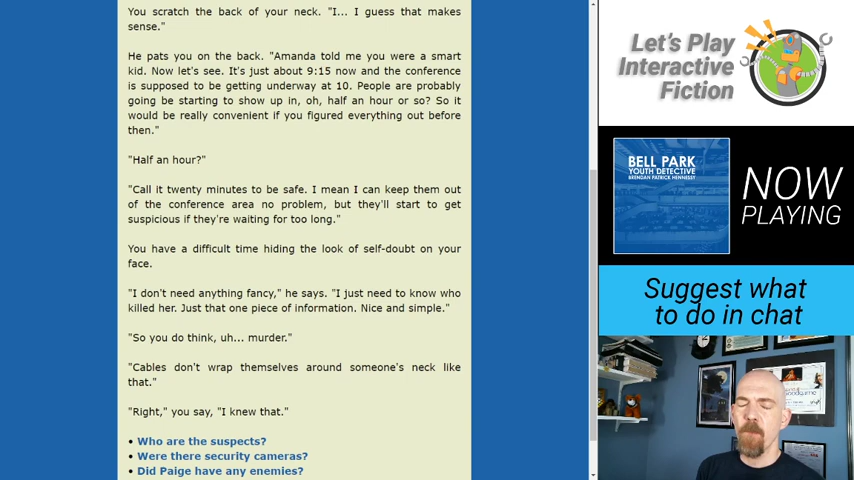 You scratch the back of your neck. "I... I guess that makes
sense."
He pats you on the back. "Amanda told me you were a smart
kid. Now let's see. It's just about 9:15 now and the conference
is supposed to be getting underway at 10. People are probably
going be starting to show up in, oh, half an hour or so? So it
would be really convenient if you figured everything out before
then."
"Half an hour?"
"Call it twenty minutes to be safe. I mean I can keep them out
of the conference area no problem, but they'll start to get
suspicious if they're waiting for too long."
You have a difficult time hiding the look of self-doubt on your
face.
"I don't need anything fancy," he says. "I just need to know who
killed her. Just that one piece of information. Nice and simple."
"So you do think, uh... murder."
"Cables don't wrap themselves around someone's neck like
that."
"Right," you say, "I knew that."
• Who are the suspects?
• Were there security cameras?
• Did Paige have any enemies?
Let's Play
Interactive
Fiction
BELL PARK
YOUTH DETECTIVE
BRENDAN PATRICK HENNESSY
NOW
PLAYING
Suggest what
to do in chat